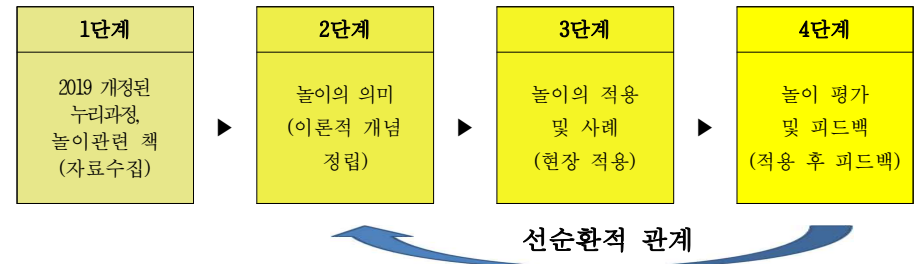 1단계
2019 개정된
누리과정,
놀이관련 책
(자료수집)
▶
2단계
놀이의 의미
(이론적 개념
정립)
▶
3단계
놀이의 적용
및 사례
(현장 적용)
▶
4단계
놀이 평가
및 피드백
(적용 후 피드백)
선순환적 관계